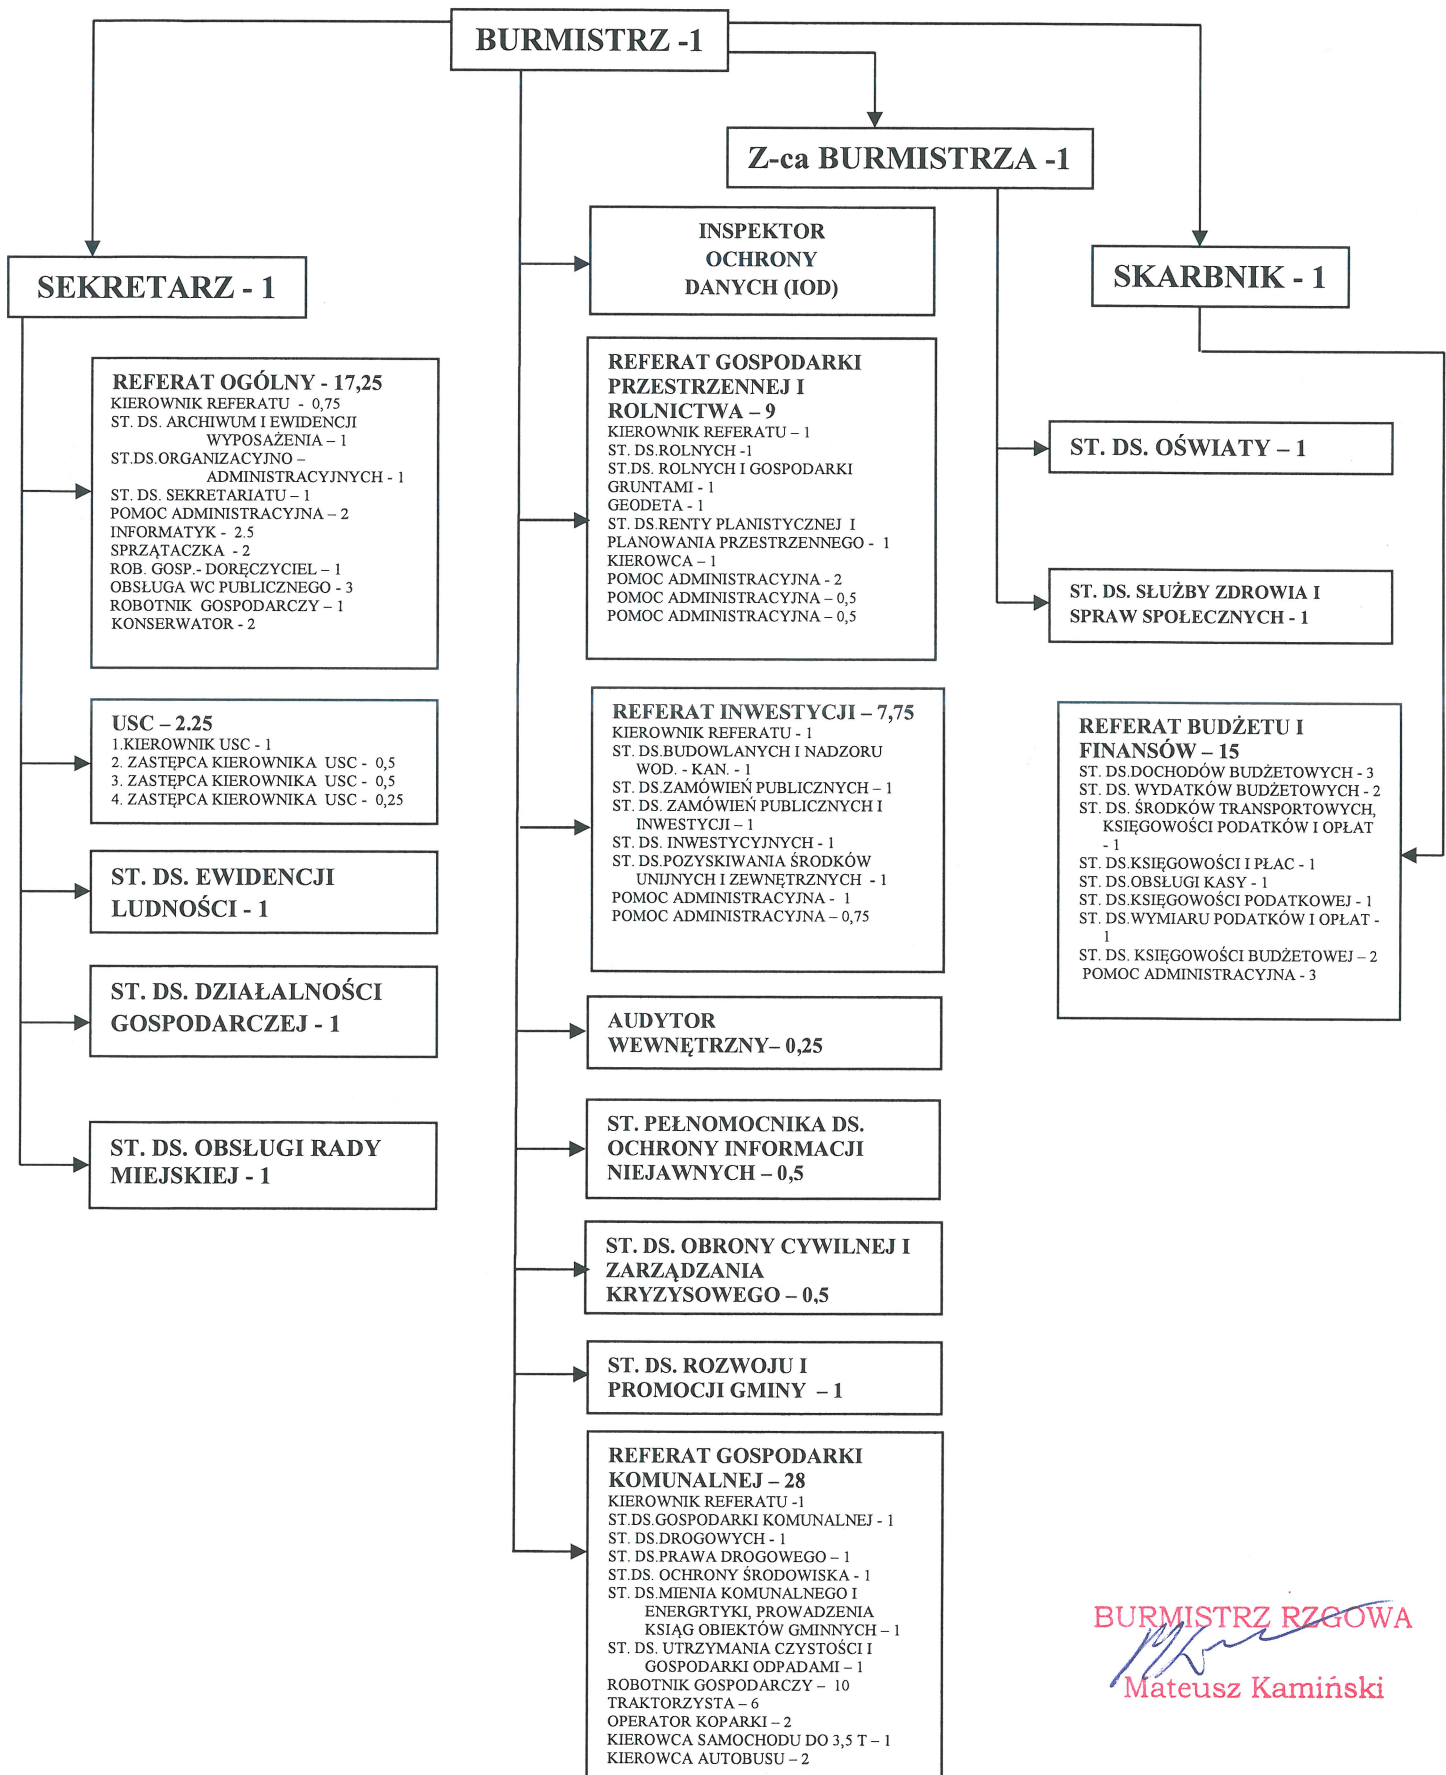 BURMISTRZ -1
Z-ca BURMISTRZA -1
SEKRETARZ - 1
SKARBNIK - 1
REFERAT OGÓLNY - 17,25
KIEROWNIK REFERATU - 0,75
ST. DS. ARCHIWUM I EWIDENCJI
WYPOSAŻENIA – 1
ST.DS.ORGANIZACYJNO –
ADMINISTRACYJNYCH - 1
ST. DS. SEKRETARIATU – 1
POMOC ADMINISTRACYJNA – 2
INFORMATYK - 2.5
SPRZĄTACZKA - 2
ROB. GOSP.- DORĘCZYCIEL – 1
OBSŁUGA WC PUBLICZNEGO - 3
ROBOTNIK GOSPODARCZY – 1
KONSERWATOR - 2
USC – 2.25
1.KIEROWNIK USC - 1
2. ZASTĘPCA KIEROWNIKA USC - 0,5
3. ZASTĘPCA KIEROWNIKA USC - 0,5
4. ZASTĘPCA KIEROWNIKA USC - 0,25
ST. DS. EWIDENCJI
LUDNOŚCI - 1
ST. DS. DZIAŁALNOŚCI
GOSPODARCZEJ - 1
ST. DS. OBSŁUGI RADY
MIEJSKIEJ - 1
INSPEKTOR
OCHRONY
DANYCH (IOD)
REFERAT GOSPODARKI
PRZESTRZENNEJ I
ROLNICTWA – 9
KIEROWNIK REFERATU – 1
ST. DS.ROLNYCH -1
ST.DS. ROLNYCH I GOSPODARKI
GRUNTAMI - 1
GEODETA - 1
ST. DS.RENTY PLANISTYCZNEJ I
PLANOWANIA PRZESTRZENNEGO - 1
KIEROWCA – 1
POMOC ADMINISTRACYJNA - 2
POMOC ADMINISTRACYJNA – 0,5
POMOC ADMINISTRACYJNA – 0,5
REFERAT INWESTYCJI – 7,75
KIEROWNIK REFERATU - 1
ST. DS.BUDOWLANYCH I NADZORU
WOD. - KAN. - 1
ST. DS.ZAMÓWIEŃ PUBLICZNYCH – 1
ST. DS. ZAMÓWIEŃ PUBLICZNYCH I
INWESTYCJI – 1
ST. DS. INWESTYCYJNYCH - 1
ST. DS.POZYSKIWANIA ŚRODKÓW
UNIJNYCH I ZEWNĘTRZNYCH - 1
POMOC ADMINISTRACYJNA - 1
POMOC ADMINISTRACYJNA – 0,75
AUDYTOR
WEWNĘTRZNY– 0,25
ST. PEŁNOMOCNIKA DS.
OCHRONY INFORMACJI
NIEJAWNYCH – 0,5
ST. DS. OBRONY CYWILNEJ I
ZARZĄDZANIA
KRYZYSOWEGO – 0,5
ST. DS. ROZWOJU I
PROMOCJI GMINY – 1
REFERAT GOSPODARKI
KOMUNALNEJ – 28
KIEROWNIK REFERATU -1
ST.DS.GOSPODARKI KOMUNALNEJ - 1
ST. DS.DROGOWYCH - 1
ST. DS.PRAWA DROGOWEGO – 1
ST.DS. OCHRONY ŚRODOWISKA - 1
ST. DS.MIENIA KOMUNALNEGO I
ENERGRTYKI, PROWADZENIA
KSIĄG OBIEKTÓW GMINNYCH – 1
ST. DS. UTRZYMANIA CZYSTOŚCI I
GOSPODARKI ODPADAMI – 1
ROBOTNIK GOSPODARCZY – 10
TRAKTORZYSTA – 6
OPERATOR KOPARKI – 2
KIEROWCA SAMOCHODU DO 3,5 T – 1
KIEROWCA AUTOBUSU – 2
ST. DS. OŚWIATY – 1
ST. DS. SŁUŻBY ZDROWIA I
SPRAW SPOŁECZNYCH - 1
REFERAT BUDŻETU I
FINANSÓW – 15
ST. DS.DOCHODÓW BUDŻETOWYCH - 3
ST. DS. WYDATKÓW BUDŻETOWYCH - 2
ST. DS. ŚRODKÓW TRANSPORTOWYCH,
KSIĘGOWOŚCI PODATKÓW I OPŁAT
- 1
ST. DS.KSIĘGOWOŚCI I PŁAC - 1
ST. DS.OBSŁUGI KASY - 1
ST. DS.KSIĘGOWOŚCI PODATKOWEJ - 1
ST. DS.WYMIARU PODATKÓW I OPŁAT -
1
ST. DS. KSIĘGOWOŚCI BUDŻETOWEJ – 2
POMOC ADMINISTRACYJNA - 3
BURMISTRZ RZGOWA
Mateusz Kamiński